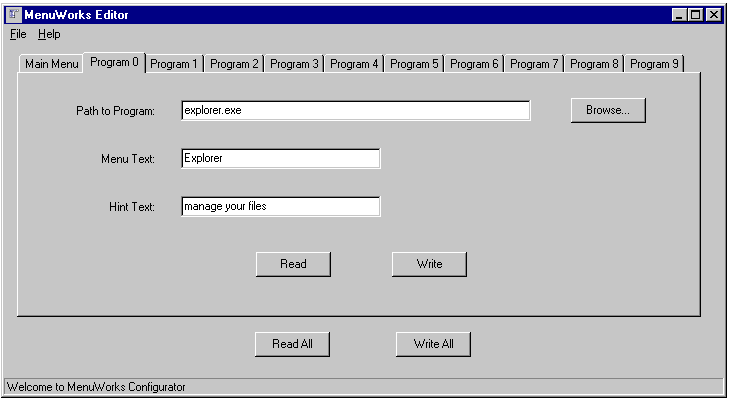 MenuWorks Editor
File Help
Main Menu Program 0 Program 1 Program 2 Program 3 Program 4 Program 5 Program 6 Program 7 Program 8 Program 9
Path to Program: explorer.exe Browse...
Menu Text: Explorer
Hint Text: manage your files
Read Write
Read All Write All
Welcome to MenuWorks Configurator